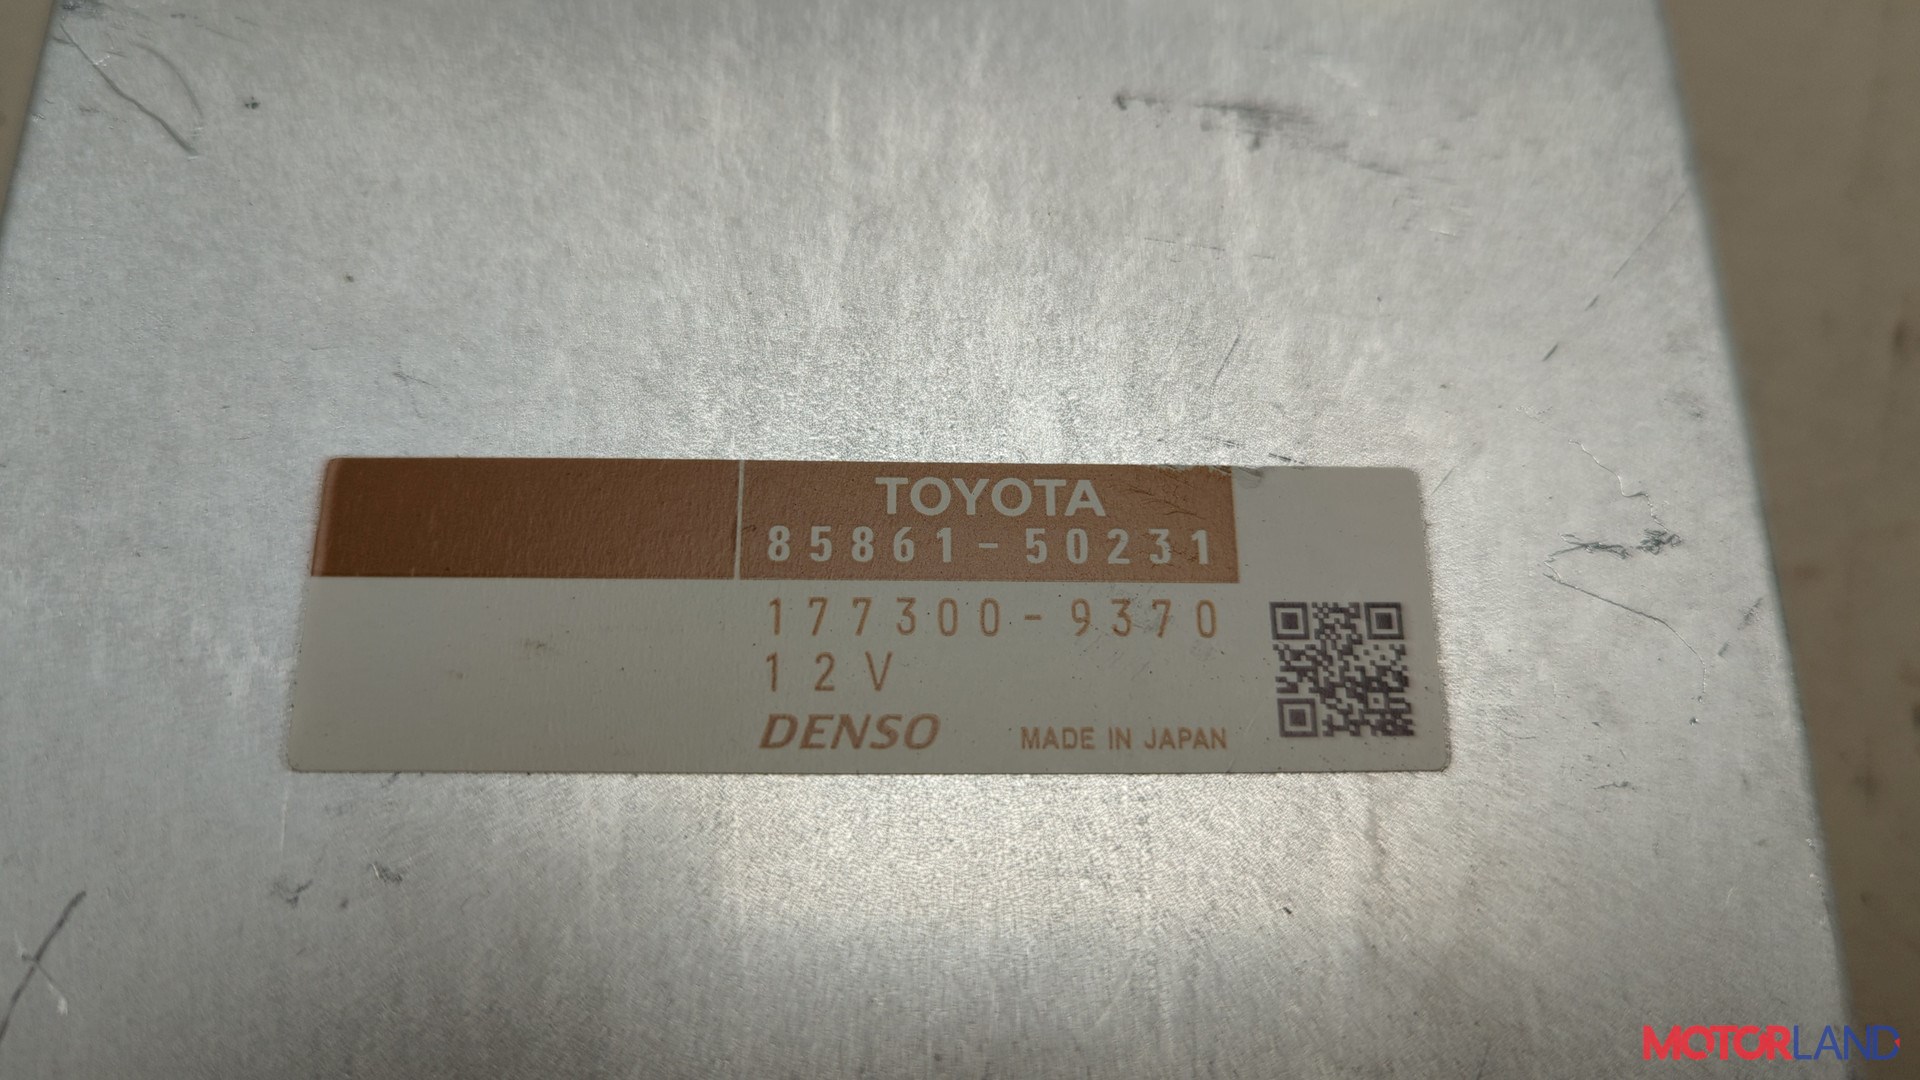 TOYOTA
85861-50231
177300-9370
12V
DENSO MADE IN JAPAN
MOTORLAND